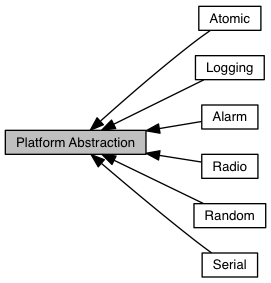 Atomic
Logging
Alarm
Platform Abstraction
Radio
Random
Serial